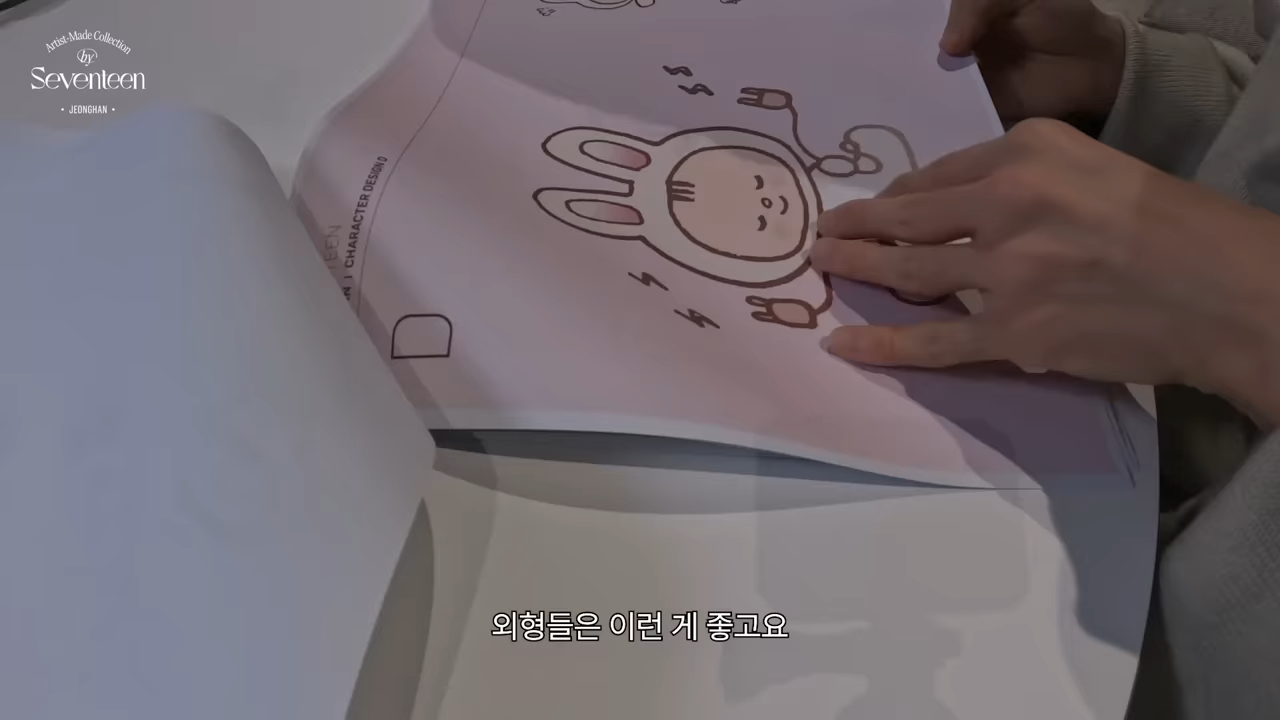 Artist-Made Collection
by
Seventeen
• JEONGHAN •
CHARACTER DESIGN
외형들은 이런 게 좋고요